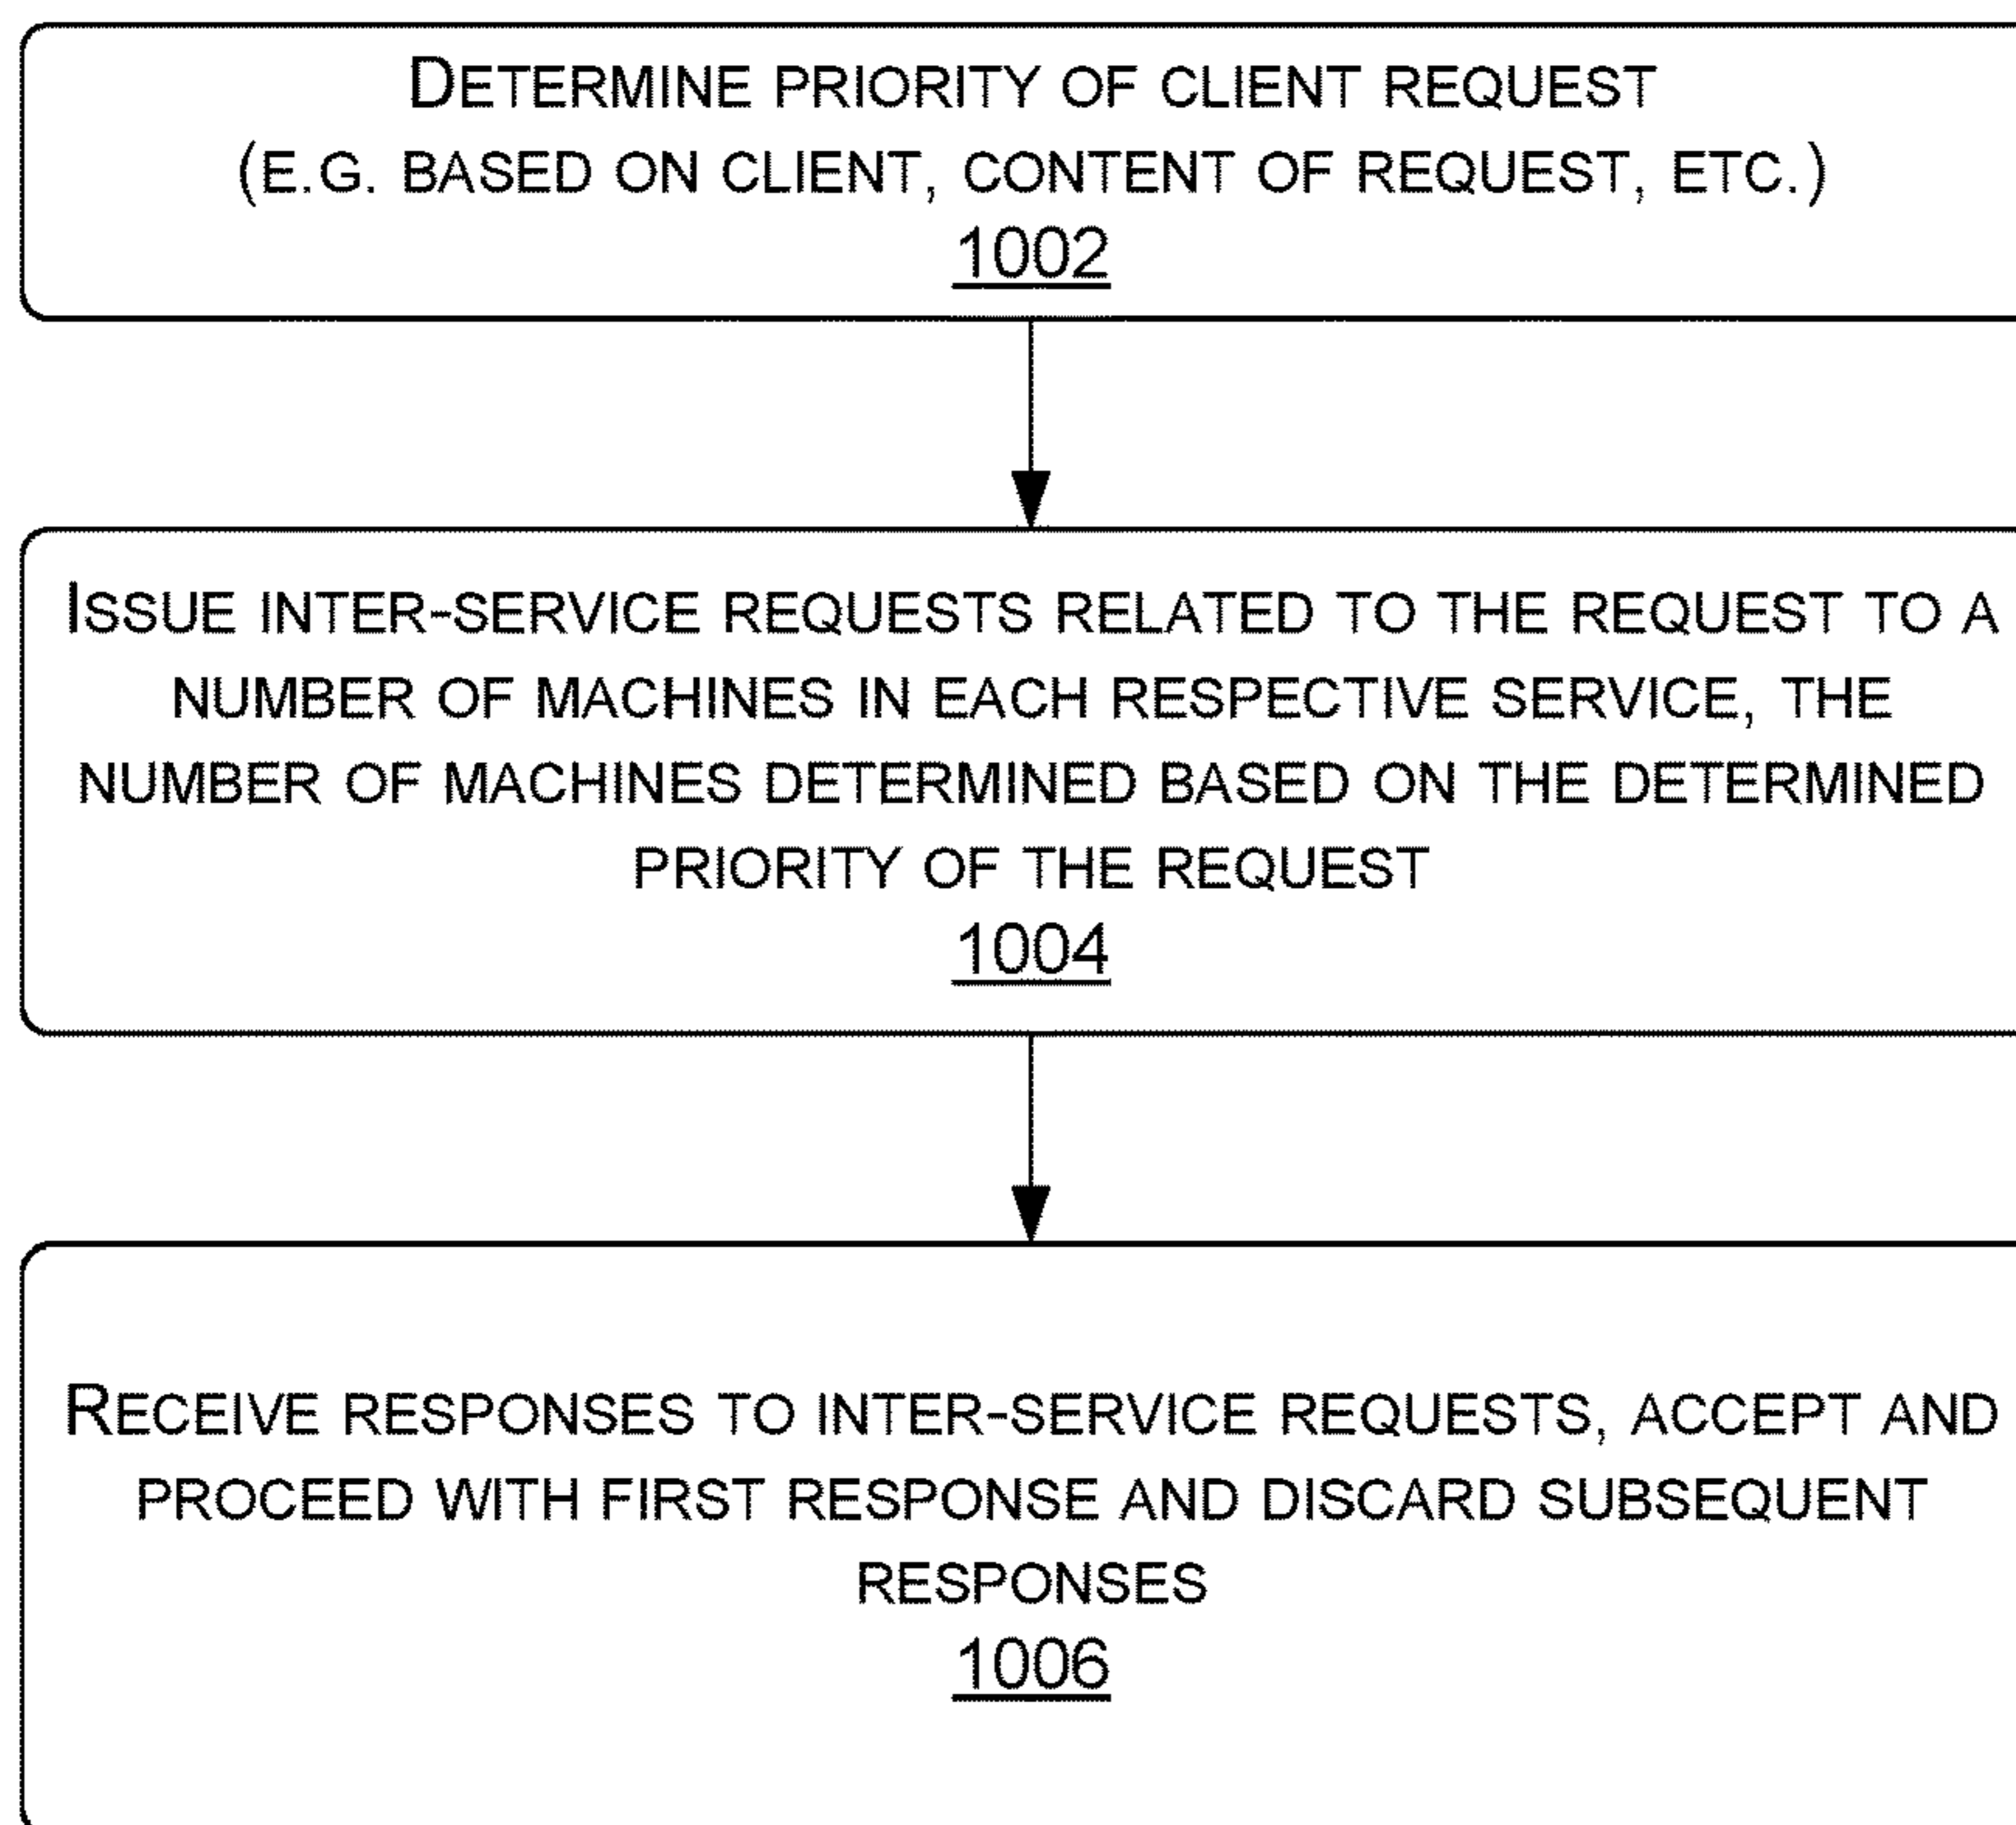 DETERMINE PRIORITY OF CLIENT REQUEST
(E.G. BASED ON CLIENT, CONTENT OF REQUEST, ETC.)
1002
ISSUE INTER-SERVICE REQUESTS RELATED TO THE REQUEST TO A
NUMBER OF MACHINES IN EACH RESPECTIVE SERVICE, THE
NUMBER OF MACHINES DETERMINED BASED ON THE DETERMINED
PRIORITY OF THE REQUEST
1004
RECEIVE RESPONSES TO INTER-SERVICE REQUESTS, ACCEPT AND
PROCEED WITH FIRST RESPONSE AND DISCARD SUBSEQUENT
RESPONSES
1006